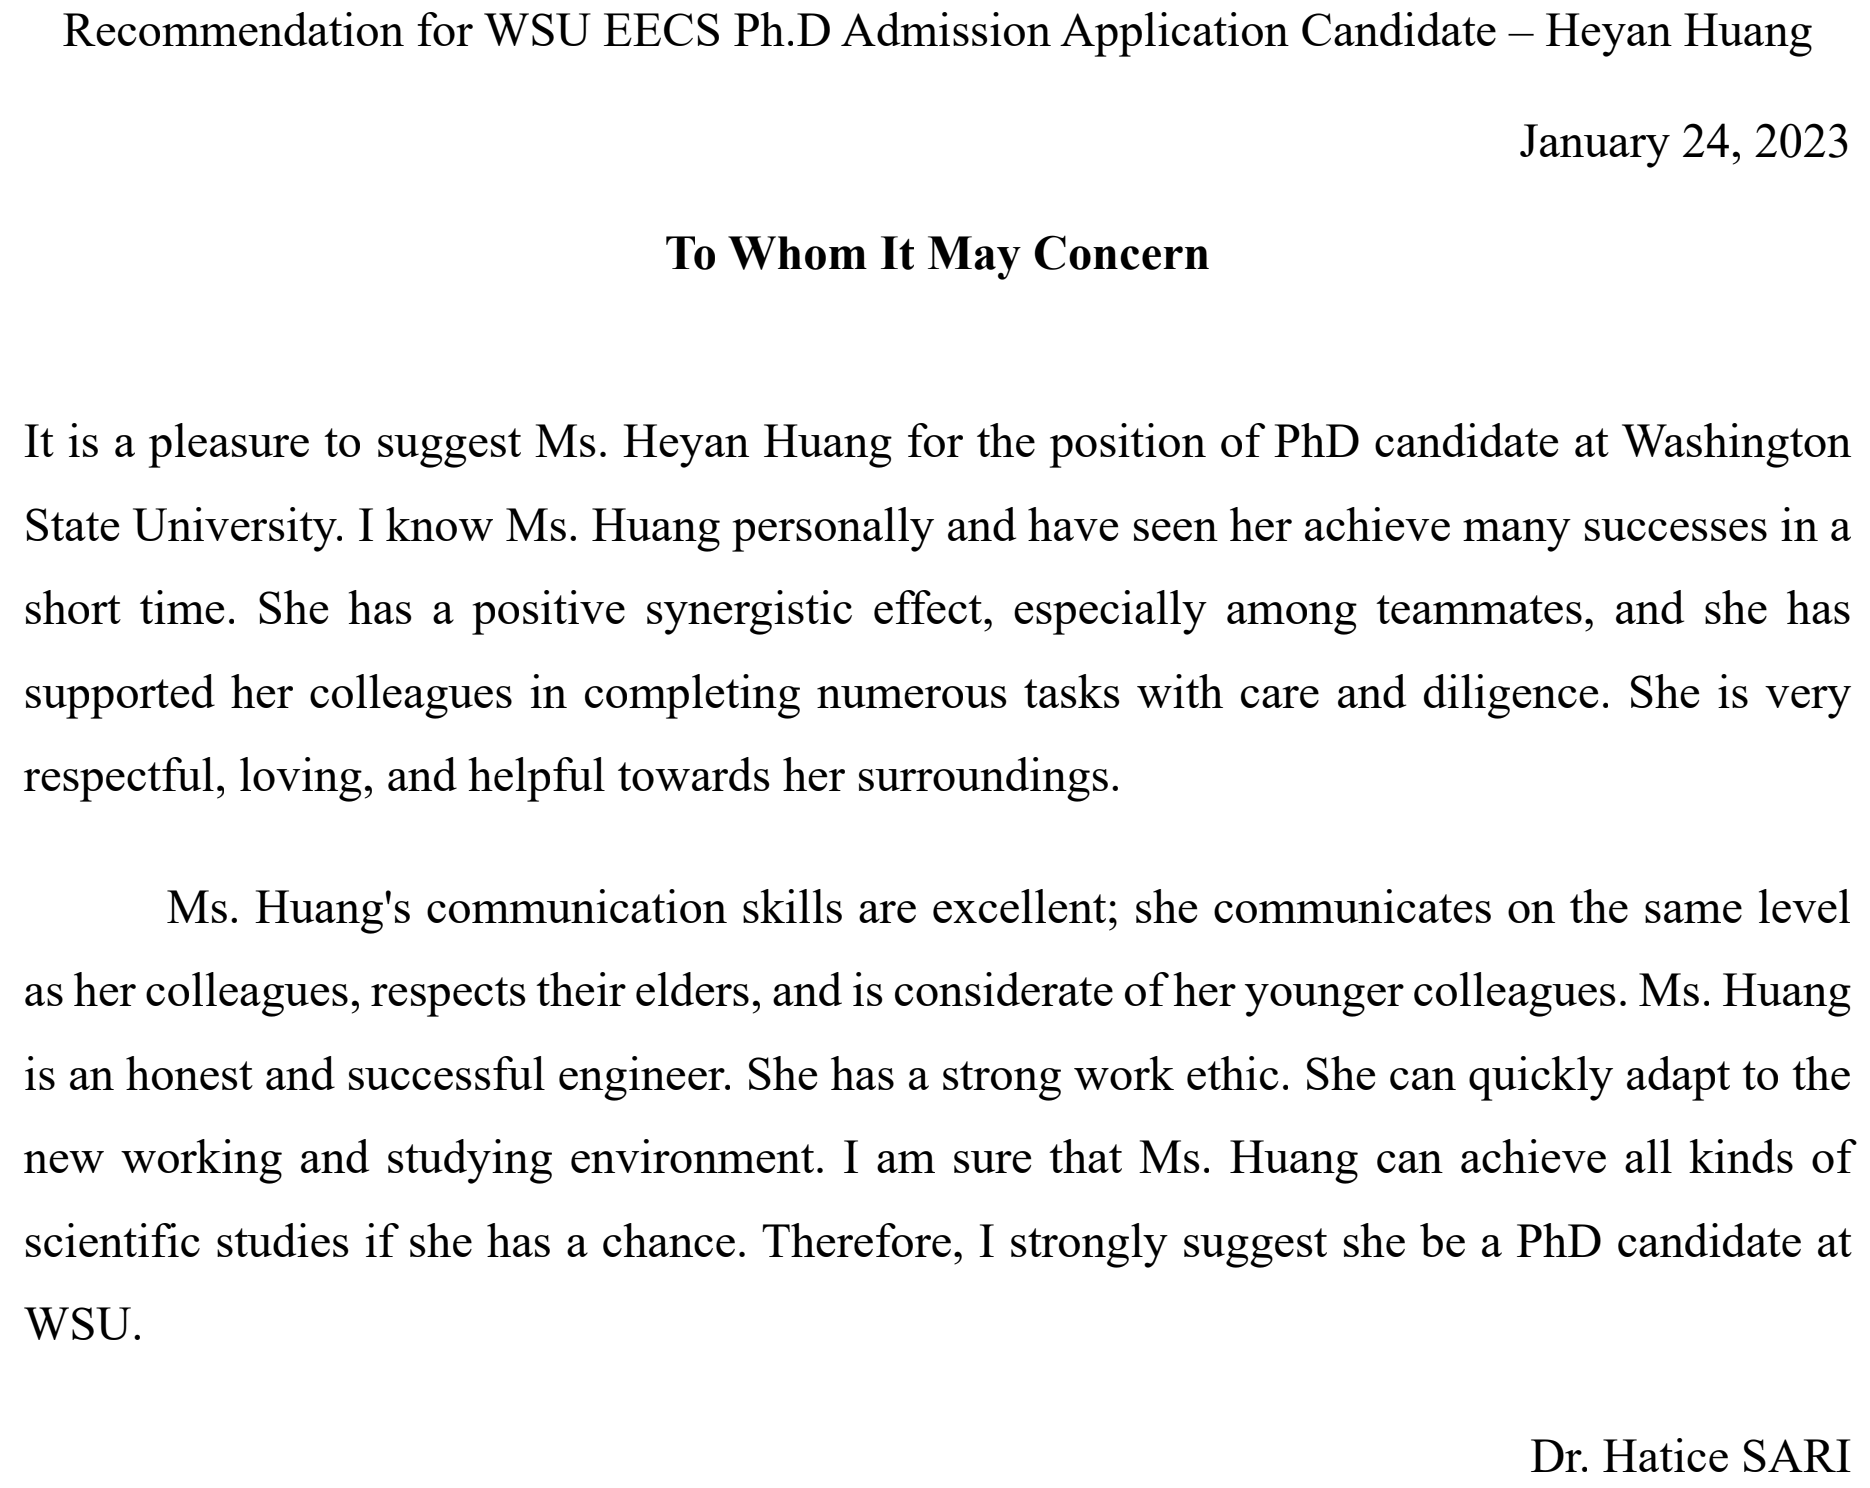 Recommendation for WSU EECS Ph.D Admission Application Candidate – Heyan Huang
January 24, 2023
To Whom It May Concern
It is a pleasure to suggest Ms. Heyan Huang for the position of PhD candidate at Washington
State University. I know Ms. Huang personally and have seen her achieve many successes in a
short time. She has a positive synergistic effect, especially among teammates, and she has
supported her colleagues in completing numerous tasks with care and diligence. She is very
respectful, loving, and helpful towards her surroundings.
Ms. Huang's communication skills are excellent; she communicates on the same level
as her colleagues, respects their elders, and is considerate of her younger colleagues. Ms. Huang
is an honest and successful engineer. She has a strong work ethic. She can quickly adapt to the
new working and studying environment. I am sure that Ms. Huang can achieve all kinds of
scientific studies if she has a chance. Therefore, I strongly suggest she be a PhD candidate at
WSU.
Dr. Hatice SARI